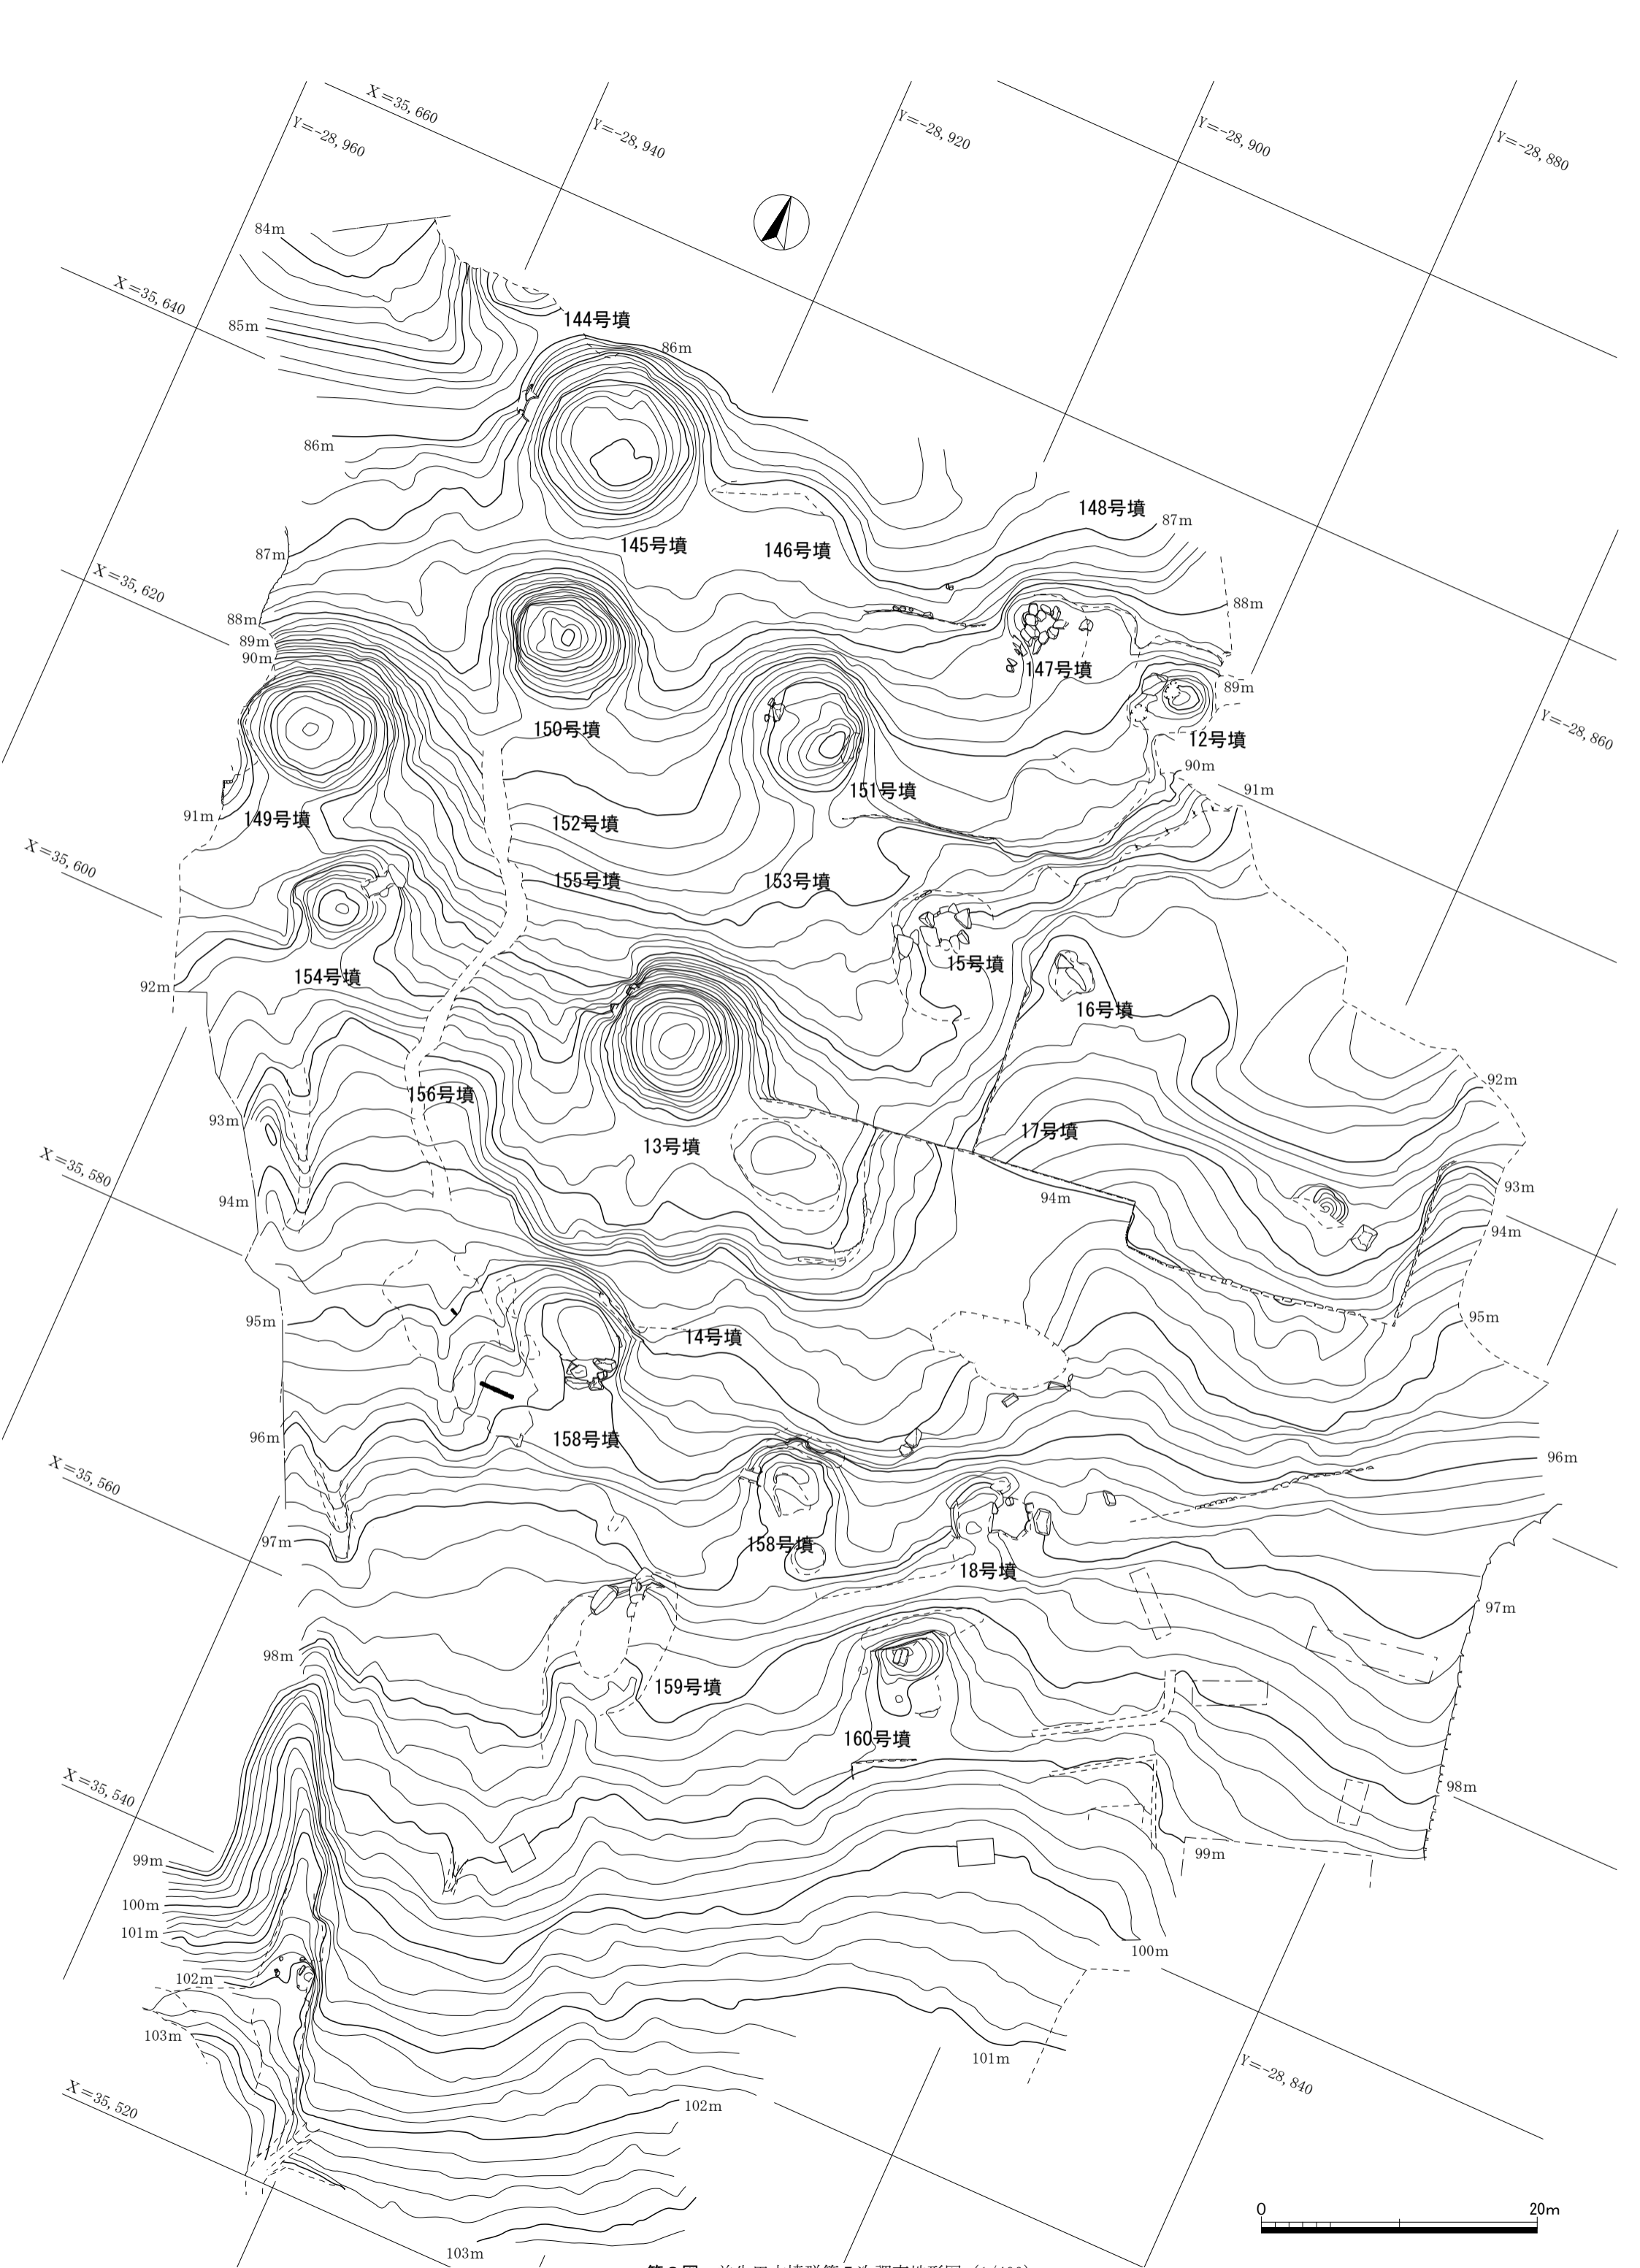 X=35,660
Y=-28,960
Y=-28,940
Y=-28,920
Y=-28,900
Y=-28,880
84m
X=35,640
85m
144号墳
86m
86m
148号墳
87m
145号墳
146号墳
87m
X=35,620
88m
88m
89m
90m
147号墳
89m
150号墳
12号墳
Y=-28,860
90m
151号墳
91m
91m
149号墳
152号墳
X=35,600
155号墳
153号墳
15号墳
154号墳
92m
16号墳
92m
156号墳
93m
17号墳
13号墳
X=35,580
93m
94m
94m
94m
95m
95m
14号墳
96m
158号墳
96m
X=35,560
97m
158号墳
18号墳
97m
98m
159号墳
160号墳
X=35,540
98m
99m
99m
100m
101m
100m
102m
103m
101m
Y=-28,840
X=35,520
102m
0 20m
103m